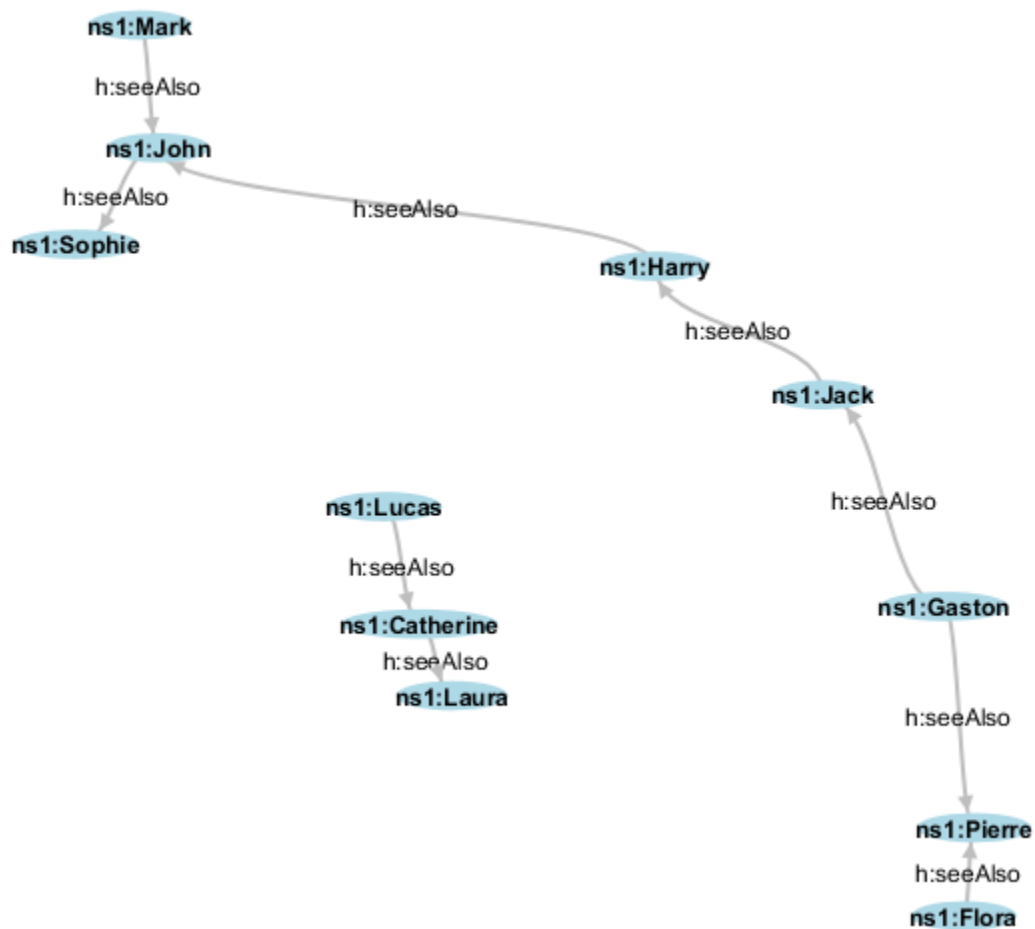 ns1:Mark
h:seeAlso
ns1:John
h:seeAlso
h:seeAlso
ns1:Sophie
ns1:Harry
h:seeAlso
ns1:Jack
h:seeAlso
ns1:Lucas
h:seeAlso
ns1:Gaston
ns1:Catherine
h:seeAlso
ns1:Laura
h:seeAlso
ns1:Pierre
h:seeAlso
ns1:Flora